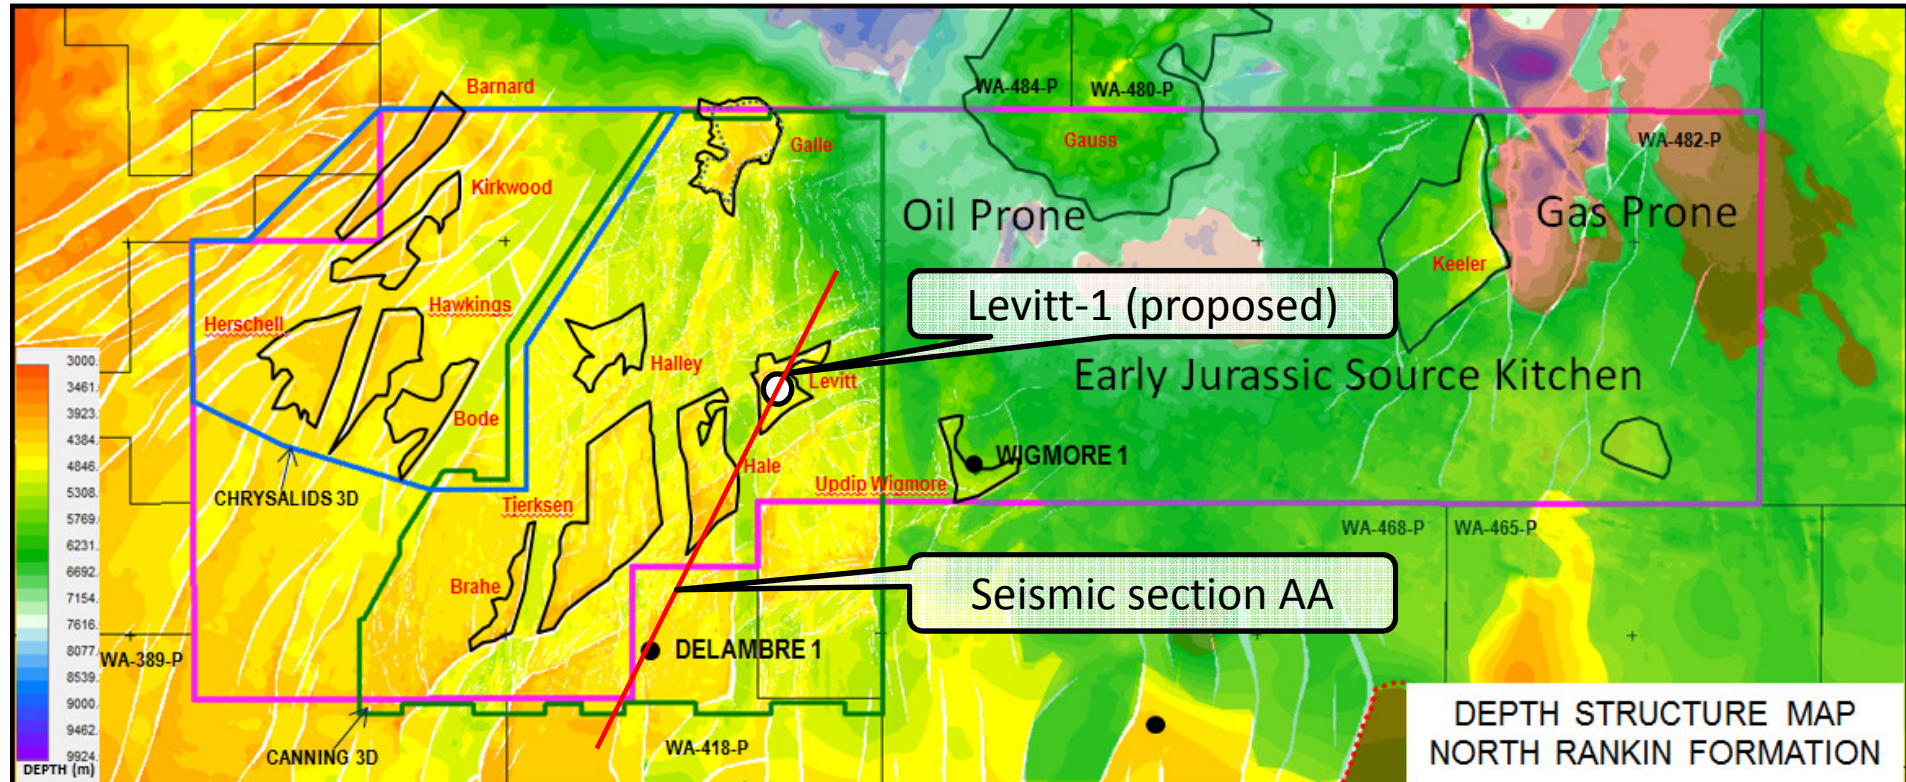 Barnard
WA-484-P
WA-480-P
Gauss
WA-482-P
Galle
Kirkwood
Oil Prone
Gas Prone
Keeler
Hawkings
Herschell
Levitt-1 (proposed)
Halley
Levitt
Early Jurassic Source Kitchen
Bode
WIGMORE 1
Hale
Updip Wigmore
CHRYSALIDS 3D
Tjerksen
WA-468-P
WA-465-P
Brahe
Seismic section AA
DELAMBRE 1
WA-389-P
WA-418-P
CANNING 3D
3000.
3461.
3923.
4384.
4846.
5308.
5769.
6231.
6692.
7154.
7616.
8077.
8539.
9000.
9462.
9924.
DEPTH (m)
DEPTH STRUCTURE MAP
NORTH RANKIN FORMATION